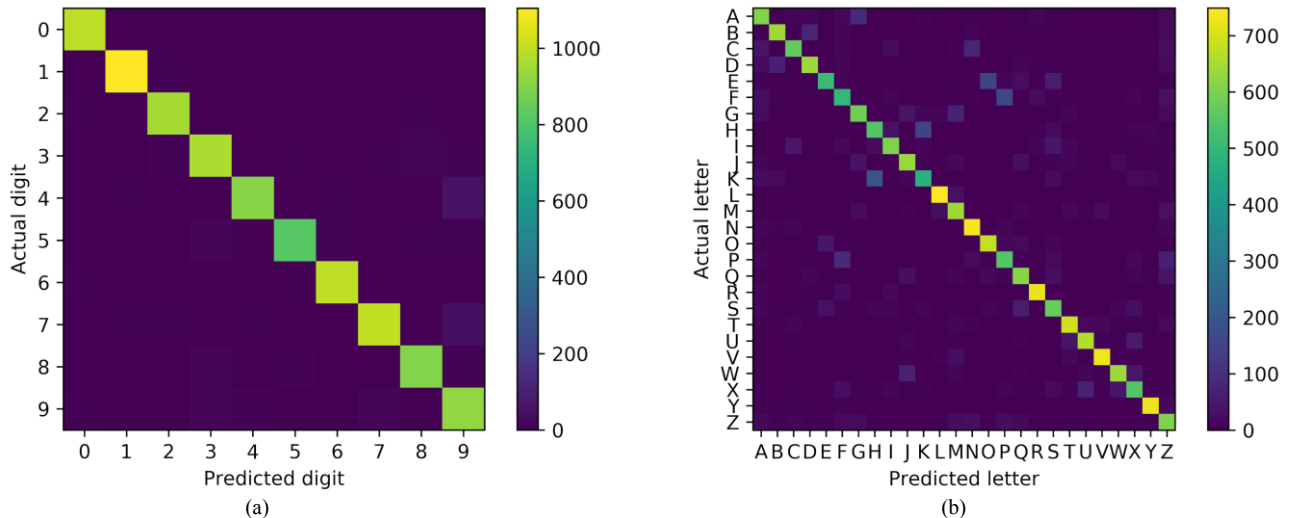 0
1
2
3
4
5
6
7
8
9
Actual digit
0 1 2 3 4 5 6 7 8 9
Predicted digit
1000
800
600
400
200
0
(a)
A
B
C
D
E
F
G
H
I
J
K
L
M
N
O
P
Q
R
S
T
U
V
W
X
Y
Z
Actual letter
A B C D E F G H I J K L M N O P Q R S T U V W X Y Z
Predicted letter
700
600
500
400
300
200
100
0
(b)